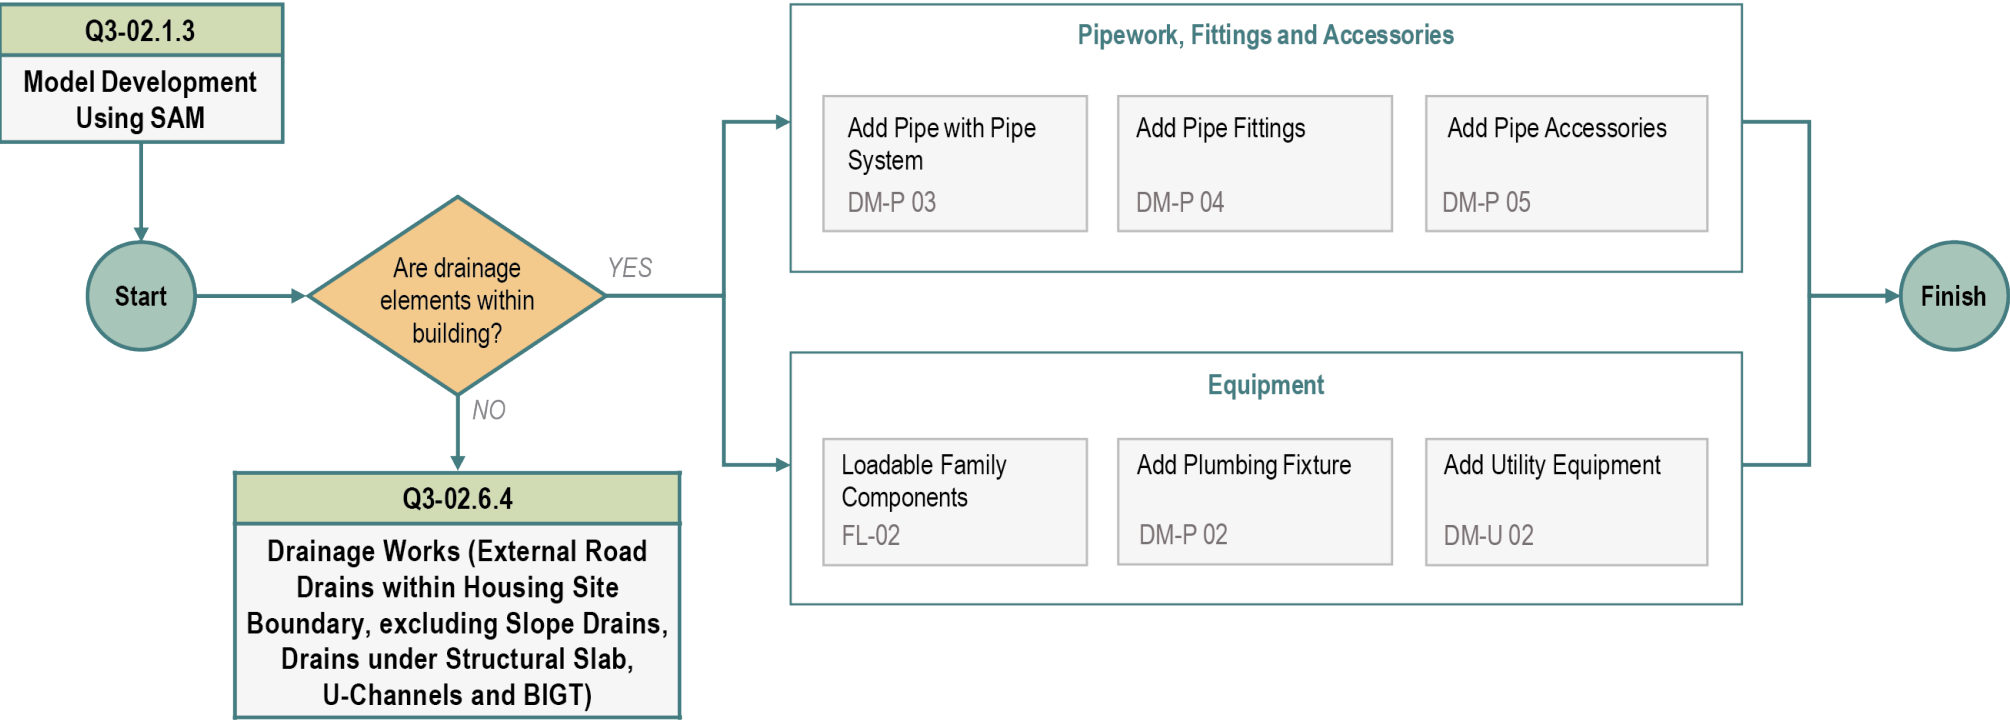 Q3-02.1.3
Model Development
Using SAM
Start
Are drainage
elements within
building?
YES
NO
Q3-02.6.4
Drainage Works (External Road
Drains within Housing Site
Boundary, excluding Slope Drains,
Drains under Structural Slab,
U-Channels and BIGT)
Pipework, Fittings and Accessories
Add Pipe with Pipe
System
DM-P 03
Add Pipe Fittings
DM-P 04
Add Pipe Accessories
DM-P 05
Equipment
Loadable Family
Components
FL-02
Add Plumbing Fixture
DM-P 02
Add Utility Equipment
DM-U 02
Finish